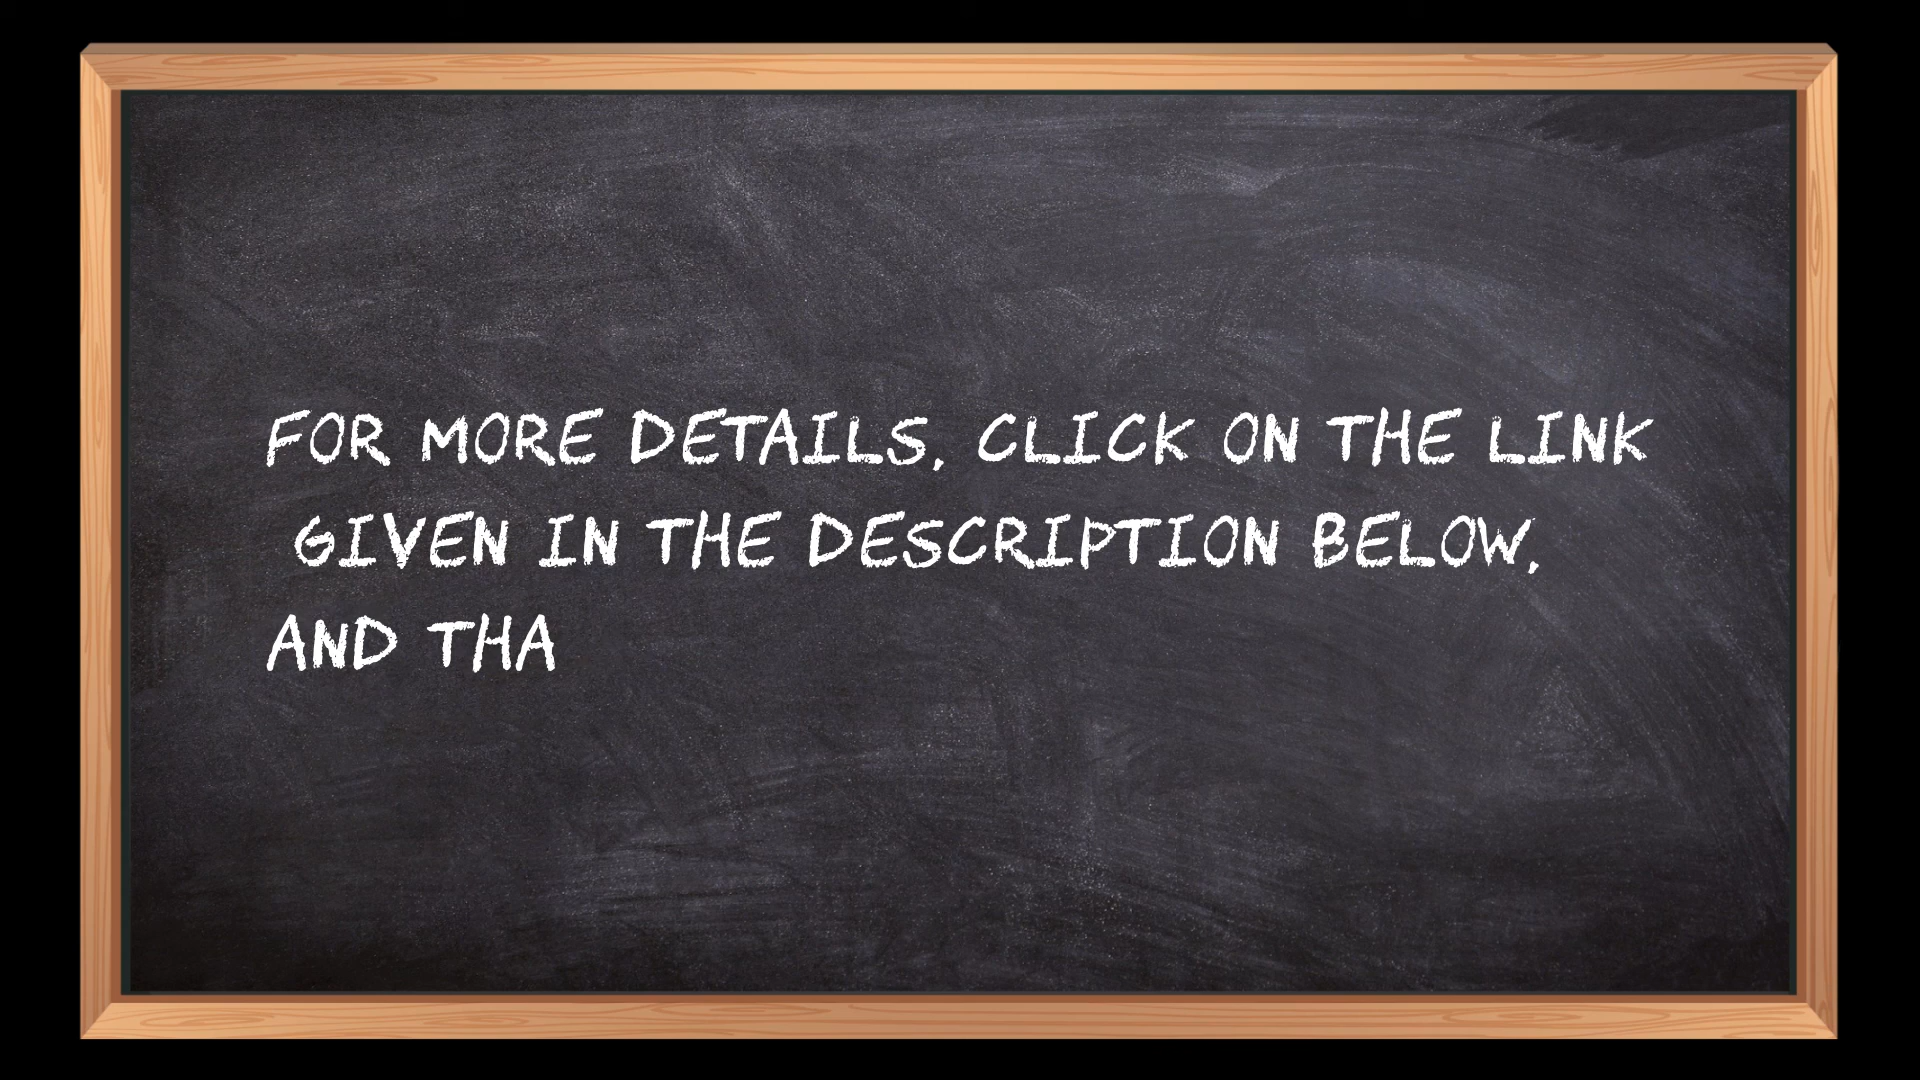 FOR MORE DETAILS, CLICK ON THE LINK
GIVEN IN THE DESCRIPTION BELOW,
AND THA